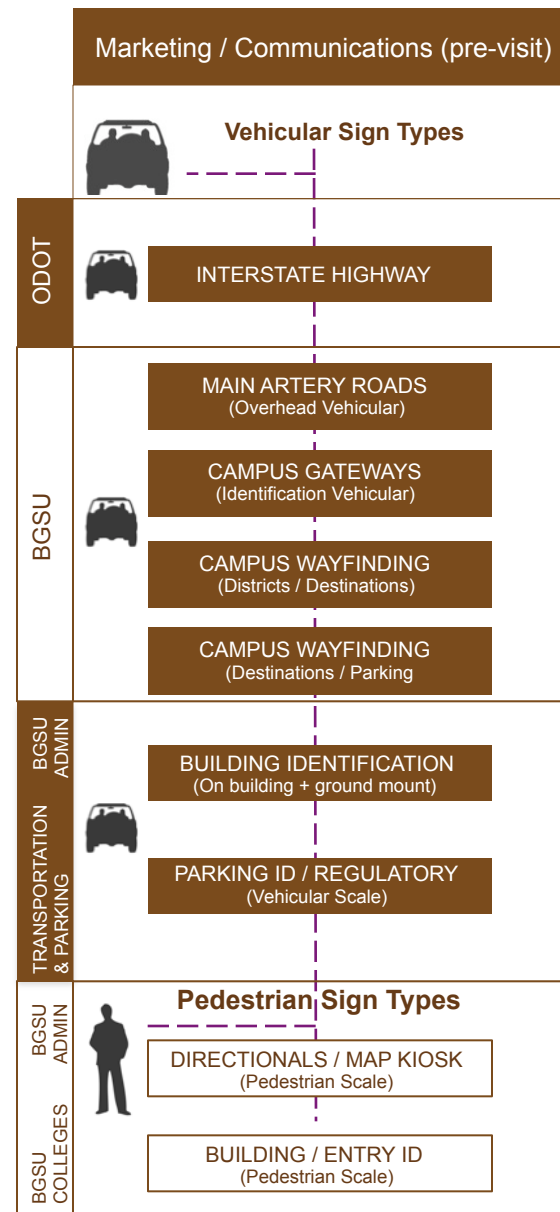 Marketing / Communications (pre-visit)
Vehicular Sign Types
ODOT
INTERSTATE HIGHWAY
BGSU
MAIN ARTERY ROADS
(Overhead Vehicular)
CAMPUS GATEWAYS
(Identification Vehicular)
CAMPUS WAYFINDING
(Districts / Destinations)
CAMPUS WAYFINDING
(Destinations / Parking
BGSU
ADMIN
BUILDING IDENTIFICATION
(On building + ground mount)
TRANSPORTATION
& PARKING
PARKING ID / REGULATORY
(Vehicular Scale)
Pedestrian Sign Types
BGSU
ADMIN
DIRECTIONALS / MAP KIOSK
(Pedestrian Scale)
BGSU
COLLEGES
BUILDING / ENTRY ID
(Pedestrian Scale)